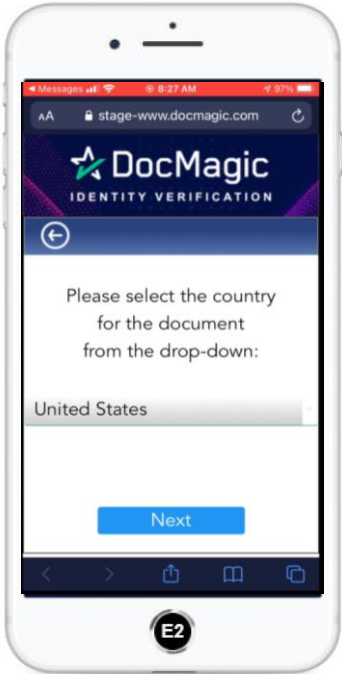 Messages 8:27 AM 97%
AA stage-www.docmagic.com
DocMagic
IDENTITY VERIFICATION
Please select the country
for the document
from the drop-down:
United States
Next
E2